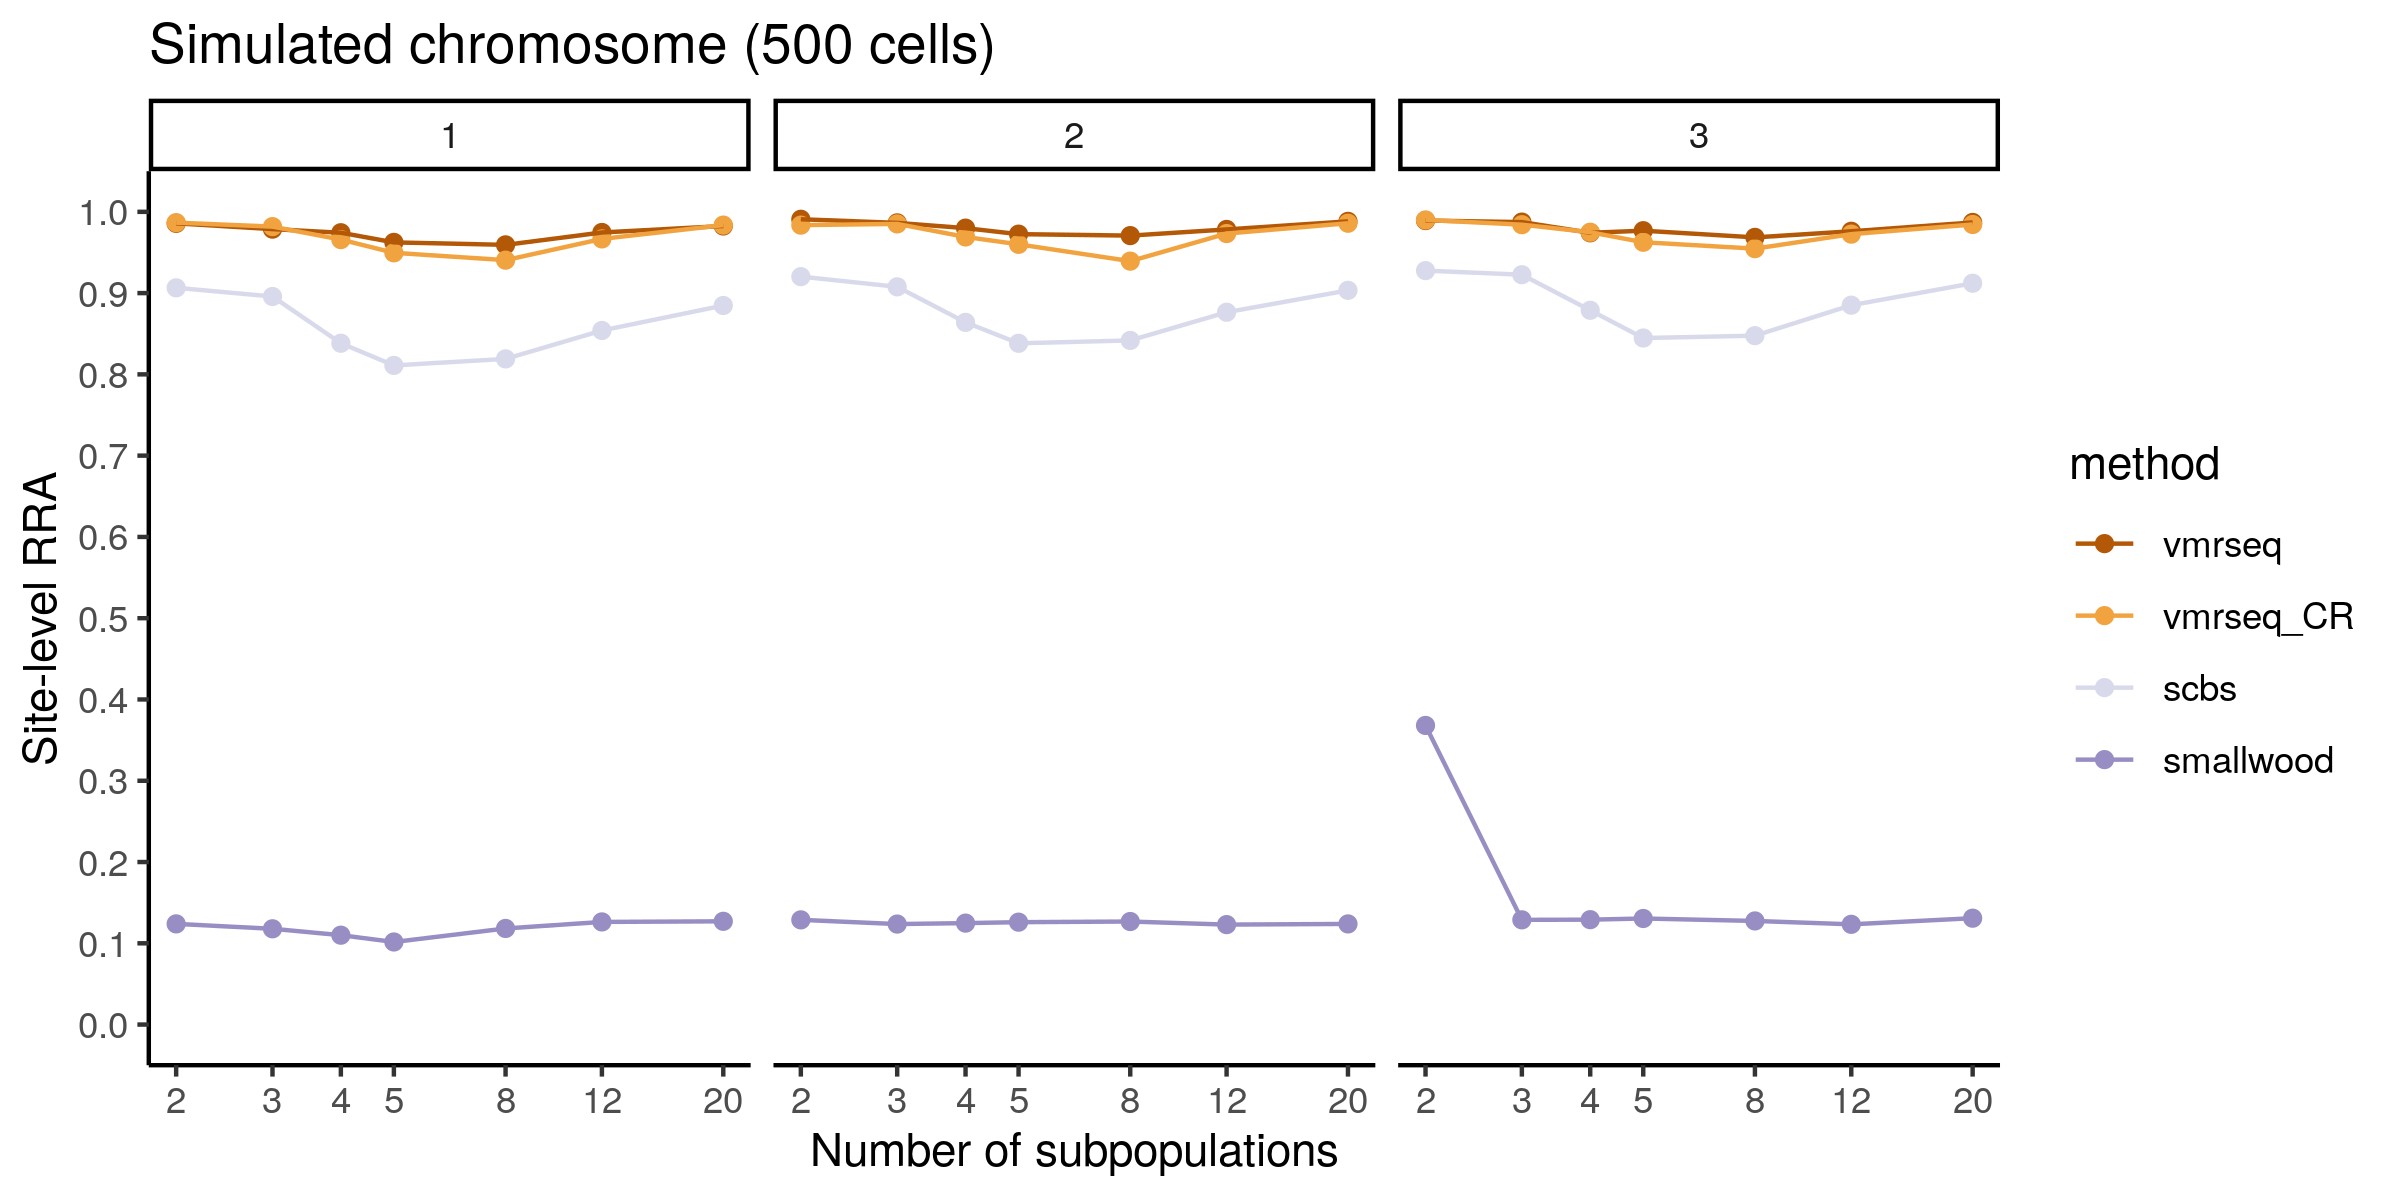 Simulated chromosome (500 cells)
1 2 3
1.0
0.9
0.8
0.7
0.6
0.5
0.4
0.3
0.2
0.1
0.0
Site-level RRA
2 3 4 5 8 12 20 2 3 4 5 8 12 20 2 3 4 5 8 12 20
Number of subpopulations
method
vmrseq
vmrseq_CR
scbs
smallwood